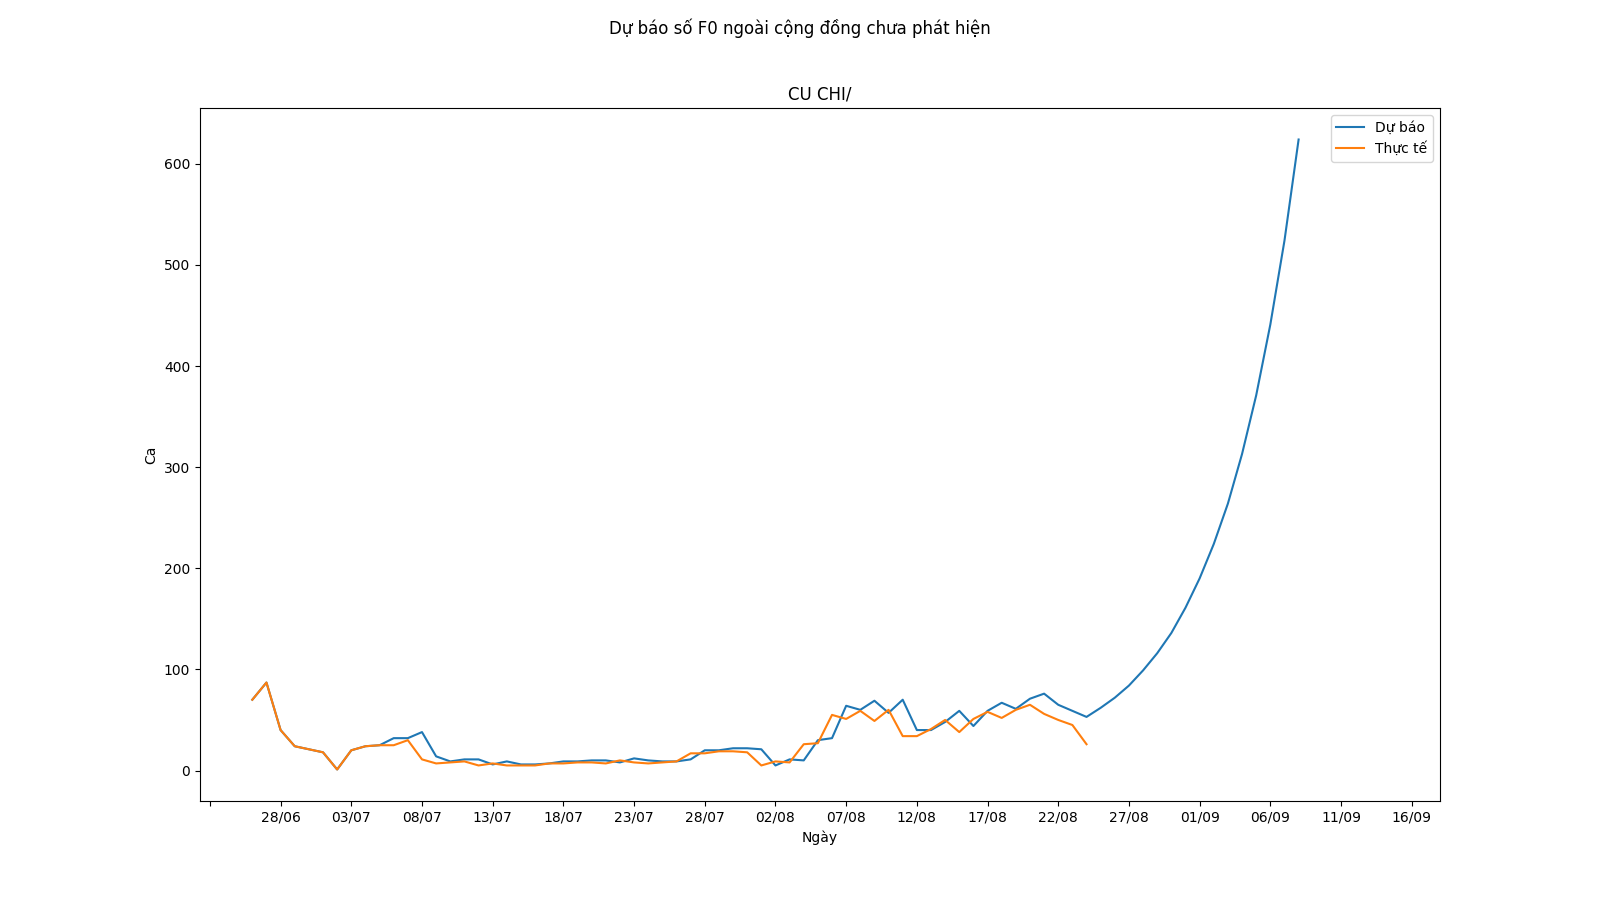 Dự báo số F0 ngoài cộng đồng chưa phát hiện
CU CHI/
Dự báo
Thực tế
600
500
400
300
200
100
0
Ca
28/06 03/07 08/07 13/07 18/07 23/07 28/07 02/08 07/08 12/08 17/08 22/08 27/08 01/09 06/09 11/09 16/09
Ngày